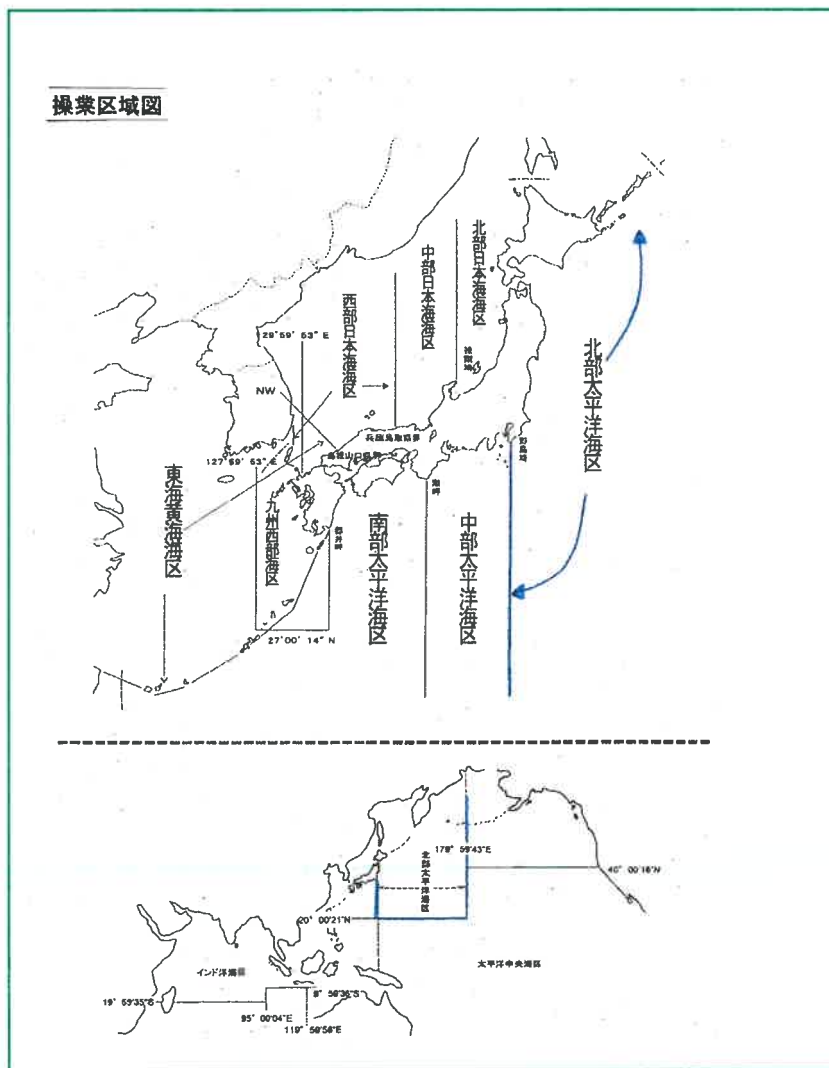 操業区域図
北部日本海海区
中部日本海海区
西部日本海海区
129°59′53″E
NW
兵庫鳥取県界
島根山口県界
127°59′53″E
東海黄海海区
九州西部海区
都井岬
南部太平洋海区
潮岬
中部太平洋海区
野島埼
北部太平洋海区
27°00′14″N
179°59′43″E
北部太平洋海区
40°00′16″N
20°00′21″N
インド洋海区
太平洋中央海区
19°59′35″S
9°59′36″S
95°00′04″E
119°59′56″E